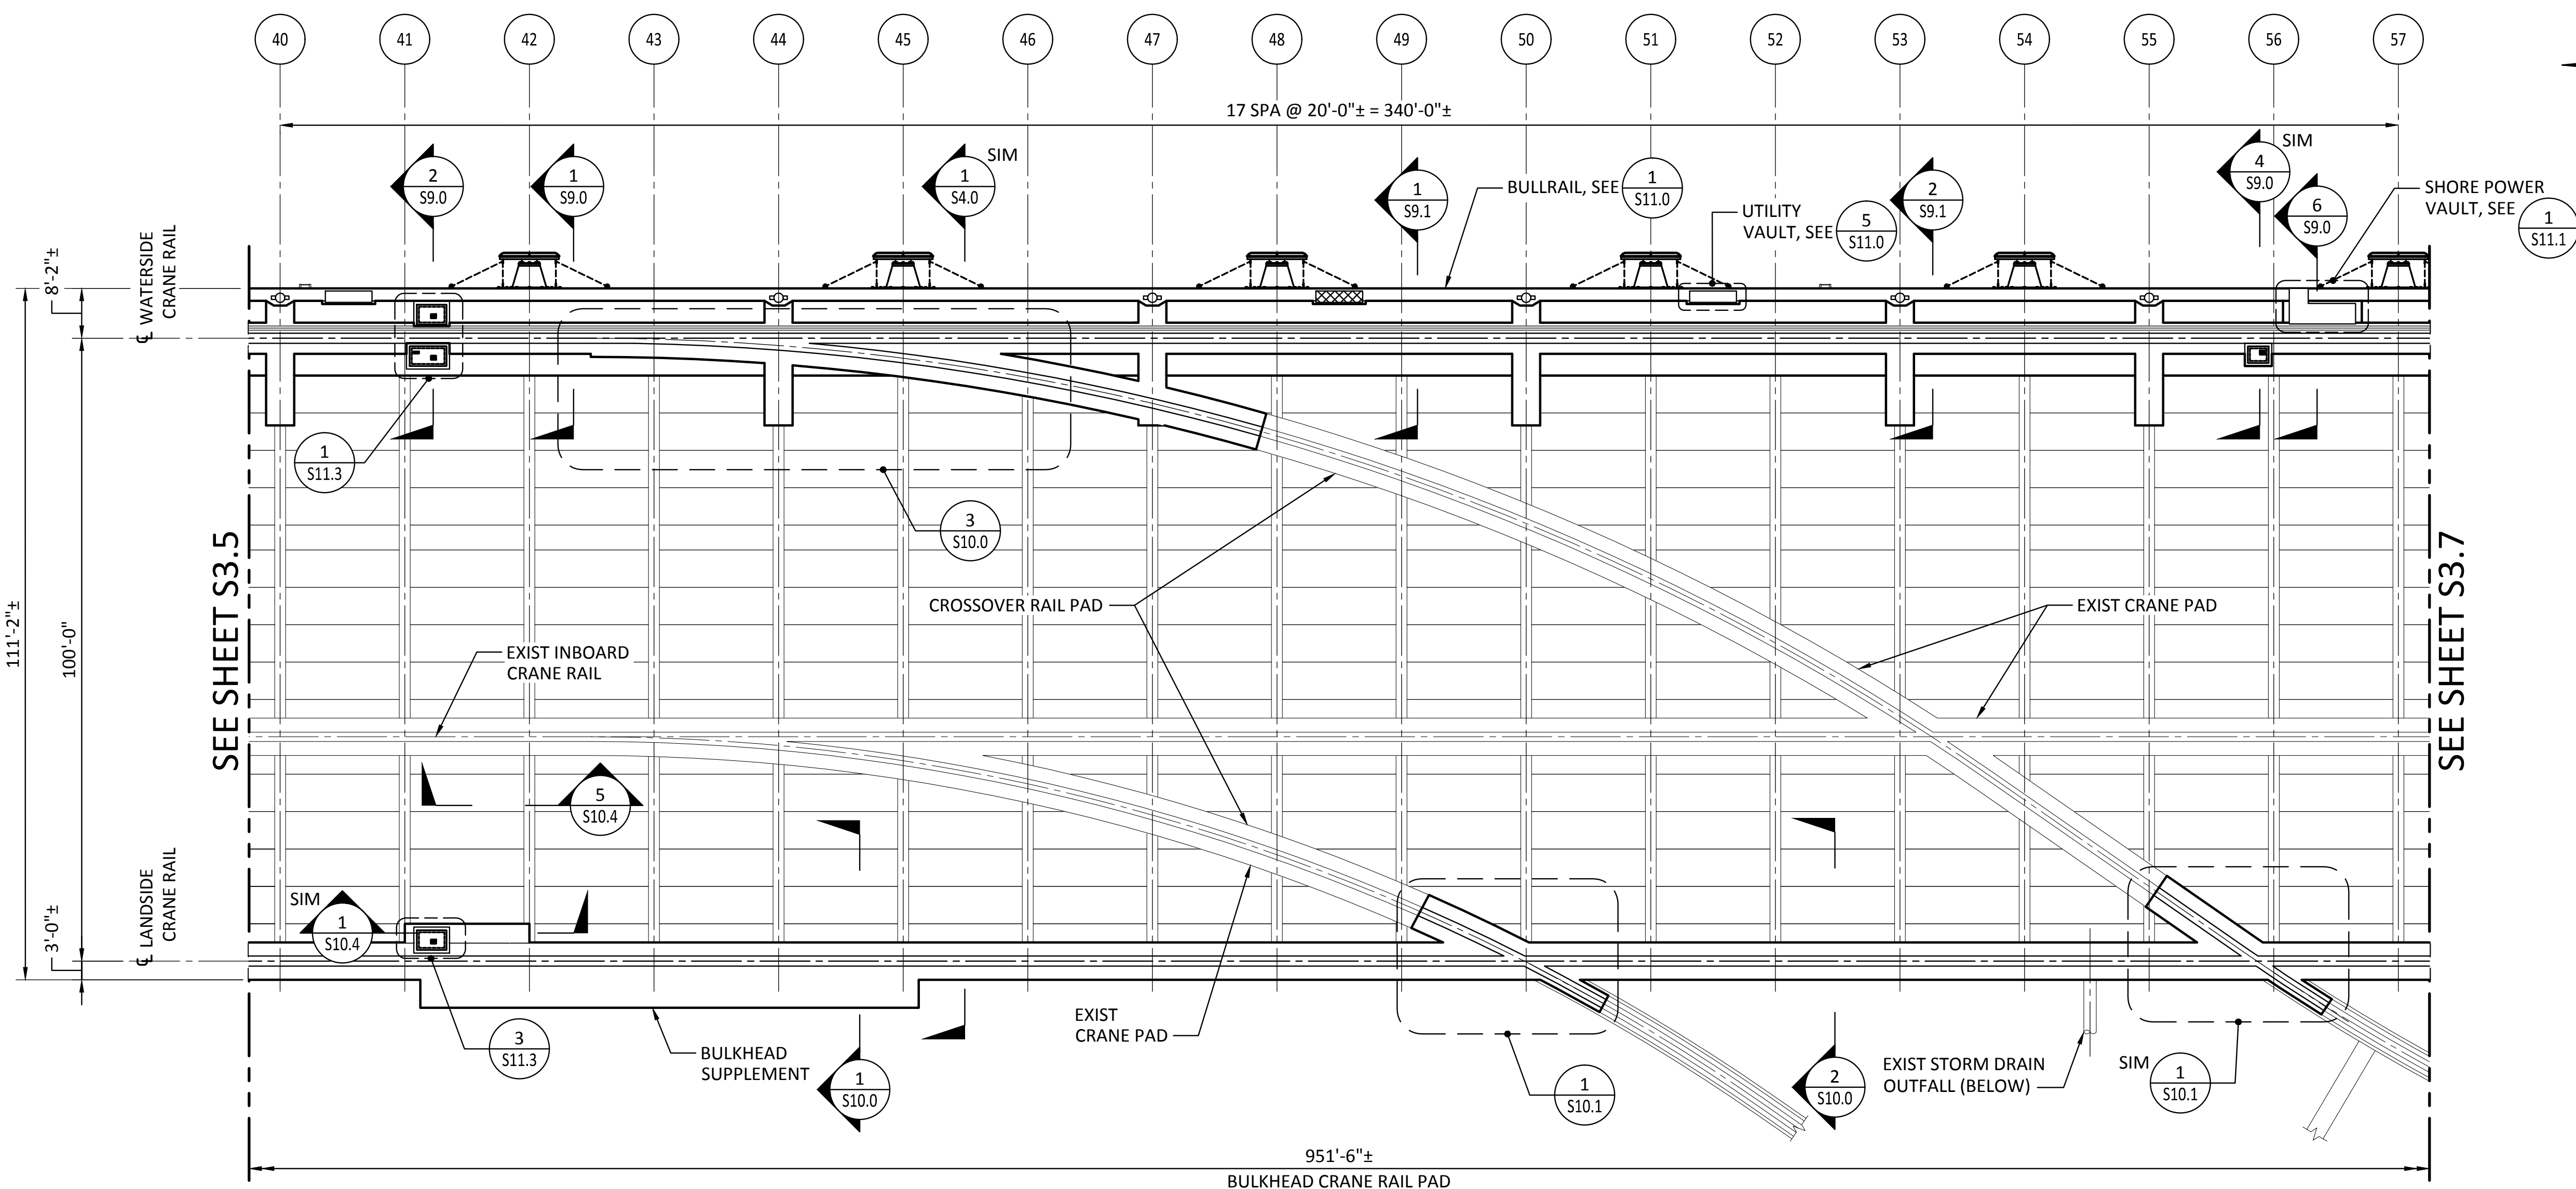 40 41 42 43 44 45 46 47 48 49 50 51 52 53 54 55 56 57
17 SPA @ 20'-0"± = 340'-0"±
2
S9.0
1
S9.0
SIM
1
S4.0
1
S9.1
BULLRAIL, SEE
1
S11.0
UTILITY
VAULT, SEE
5
S11.0
2
S9.1
SIM
4
S9.0
6
S9.0
SHORE POWER
VAULT, SEE
1
S11.1
8'-2"±
℄ WATERSIDE
CRANE RAIL
1
S11.3
3
S10.0
SEE SHEET S3.5
SEE SHEET S3.7
111'-2"±
100'-0"
CROSSOVER RAIL PAD
EXIST CRANE PAD
EXIST INBOARD
CRANE RAIL
5
S10.4
3'-0"±
℄ LANDSIDE
CRANE RAIL
SIM
1
S10.4
3
S11.3
BULKHEAD
SUPPLEMENT
1
S10.0
EXIST
CRANE PAD
1
S10.1
2
S10.0
EXIST STORM DRAIN
OUTFALL (BELOW)
SIM
1
S10.1
951'-6"±
BULKHEAD CRANE RAIL PAD